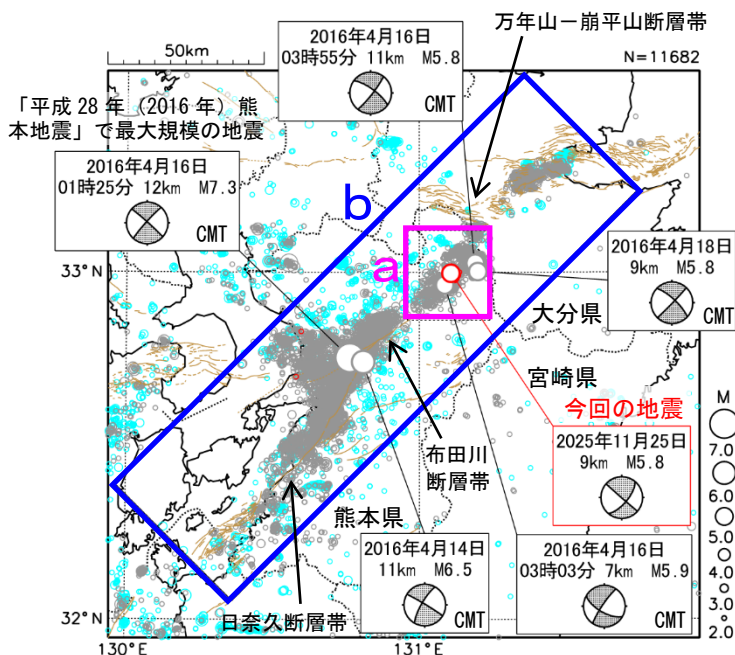 50km
万年山－崩平山断層帯
N=11682
2016年4月16日
03時55分 11km M5.8
CMT
「平成 28 年（2016 年）熊
本地震」で最大規模の地震
2016年4月16日
01時25分 12km M7.3
CMT
b
a
2016年4月18日
9km M5.8
CMT
33°N
大分県
宮崎県
今回の地震
2025年11月25日
9km M5.8
布田川
断層帯
熊本県
日奈久断層帯
2016年4月14日
11km M6.5
CMT
2016年4月16日
03時03分 7km M5.9
CMT
M
7.0
6.0
5.0
4.0
3.0
2.0
32°N
130°E
131°E